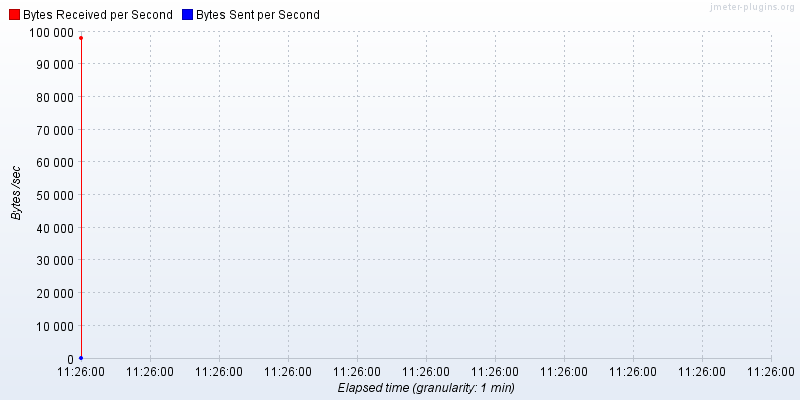 jmeter-plugins.org
Bytes Received per Second Bytes Sent per Second
100 000
90 000
80 000
70 000
60 000
50 000
40 000
30 000
20 000
10 000
0
Bytes /sec
11:26:00 11:26:00 11:26:00 11:26:00 11:26:00 11:26:00 11:26:00 11:26:00 11:26:00 11:26:00 11:26:00
Elapsed time (granularity: 1 min)